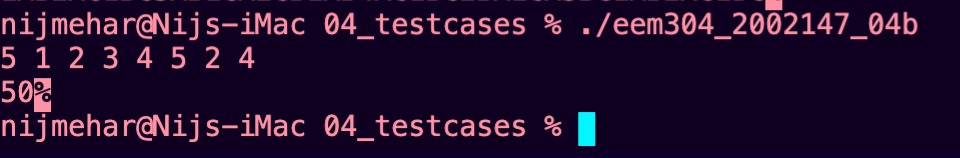 nijmehar@Nijs-iMac 04_testcases % ./eem304_2002147_04b
5 1 2 3 4 5 2 4
50%
nijmehar@Nijs-iMac 04_testcases %